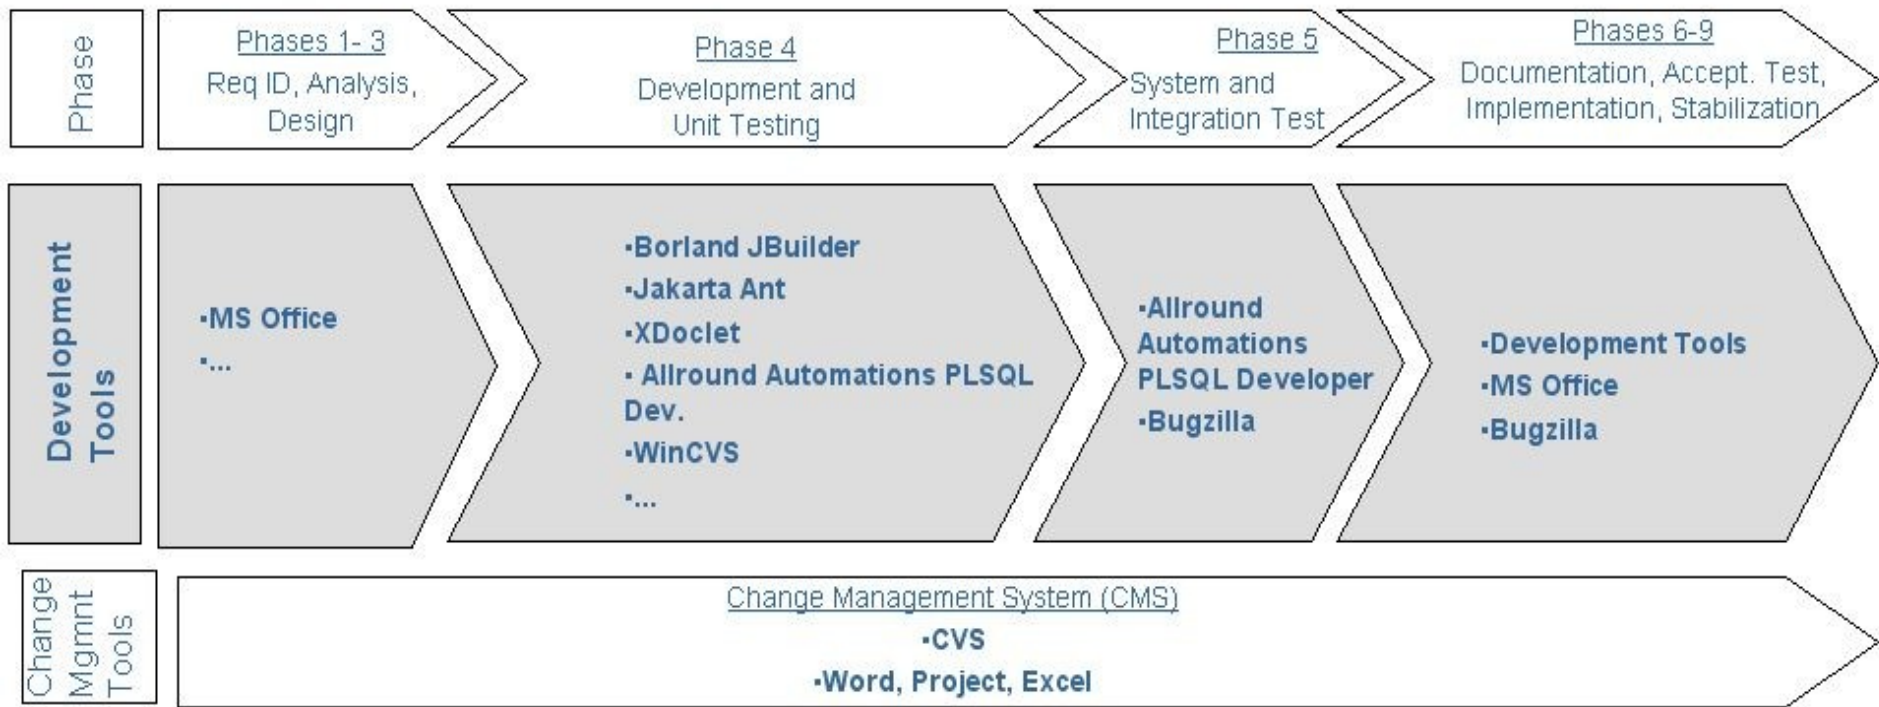 Phase
Phases 1- 3
Req ID, Analysis,
Design
Phase 4
Development and
Unit Testing
Phase 5
System and
Integration Test
Phases 6-9
Documentation, Accept. Test,
Implementation, Stabilization
Development
Tools
▪MS Office
▪...
▪Borland JBuilder
▪Jakarta Ant
▪XDoclet
▪ Allround Automations PLSQL
Dev.
▪WinCVS
▪...
▪Allround
Automations
PLSQL Developer
▪Bugzilla
▪Development Tools
▪MS Office
▪Bugzilla
Change
Mgmnt
Tools
Change Management System (CMS)
▪CVS
▪Word, Project, Excel